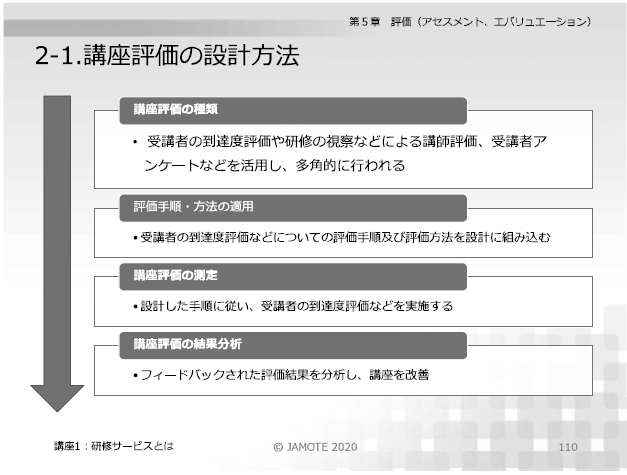 第５章　評価（アセスメント、エバリュエーション）
2-1.講座評価の設計方法
講座評価の種類
• 受講者の到達度評価や研修の視察などによる講師評価、受講者ア
ンケートなどを活用し、多角的に行われる
評価手順・方法の適用
•受講者の到達度評価などについての評価手順及び評価方法を設計に組み込む
講座評価の測定
•設計した手順に従い、受講者の到達度評価などを実施する
講座評価の結果分析
•フィードバックされた評価結果を分析し、講座を改善
講座1：研修サービスとは
© JAMOTE 2020
110